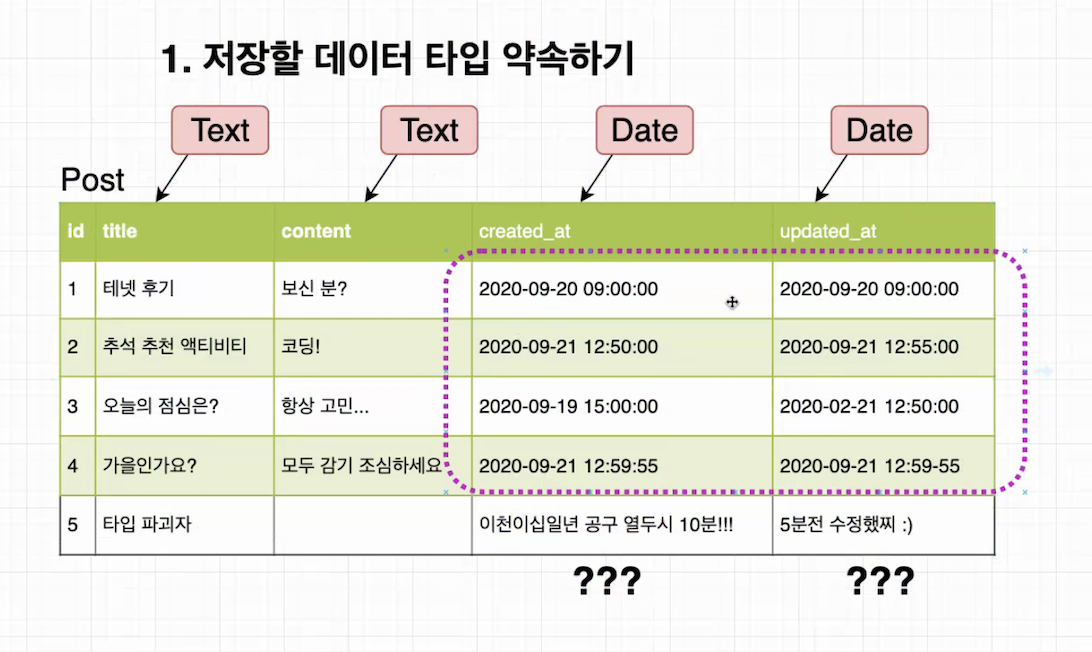 1. 저장할 데이터 타입 약속하기
Text Text Date Date
Post
id title content created_at updated_at
1 테넷 후기 보신 분? 2020-09-20 09:00:00 2020-09-20 09:00:00
2 추석 추천 액티비티 코딩! 2020-09-21 12:50:00 2020-09-21 12:55:00
3 오늘의 점심은? 항상 고민... 2020-09-19 15:00:00 2020-02-21 12:50:00
4 가을인가요? 모두 감기 조심하세요 2020-09-21 12:59:55 2020-09-21 12:59-55
5 타입 파괴자 이천이십일년 공구 열두시 10분!!! 5분전 수정했찌 :)
??? ???